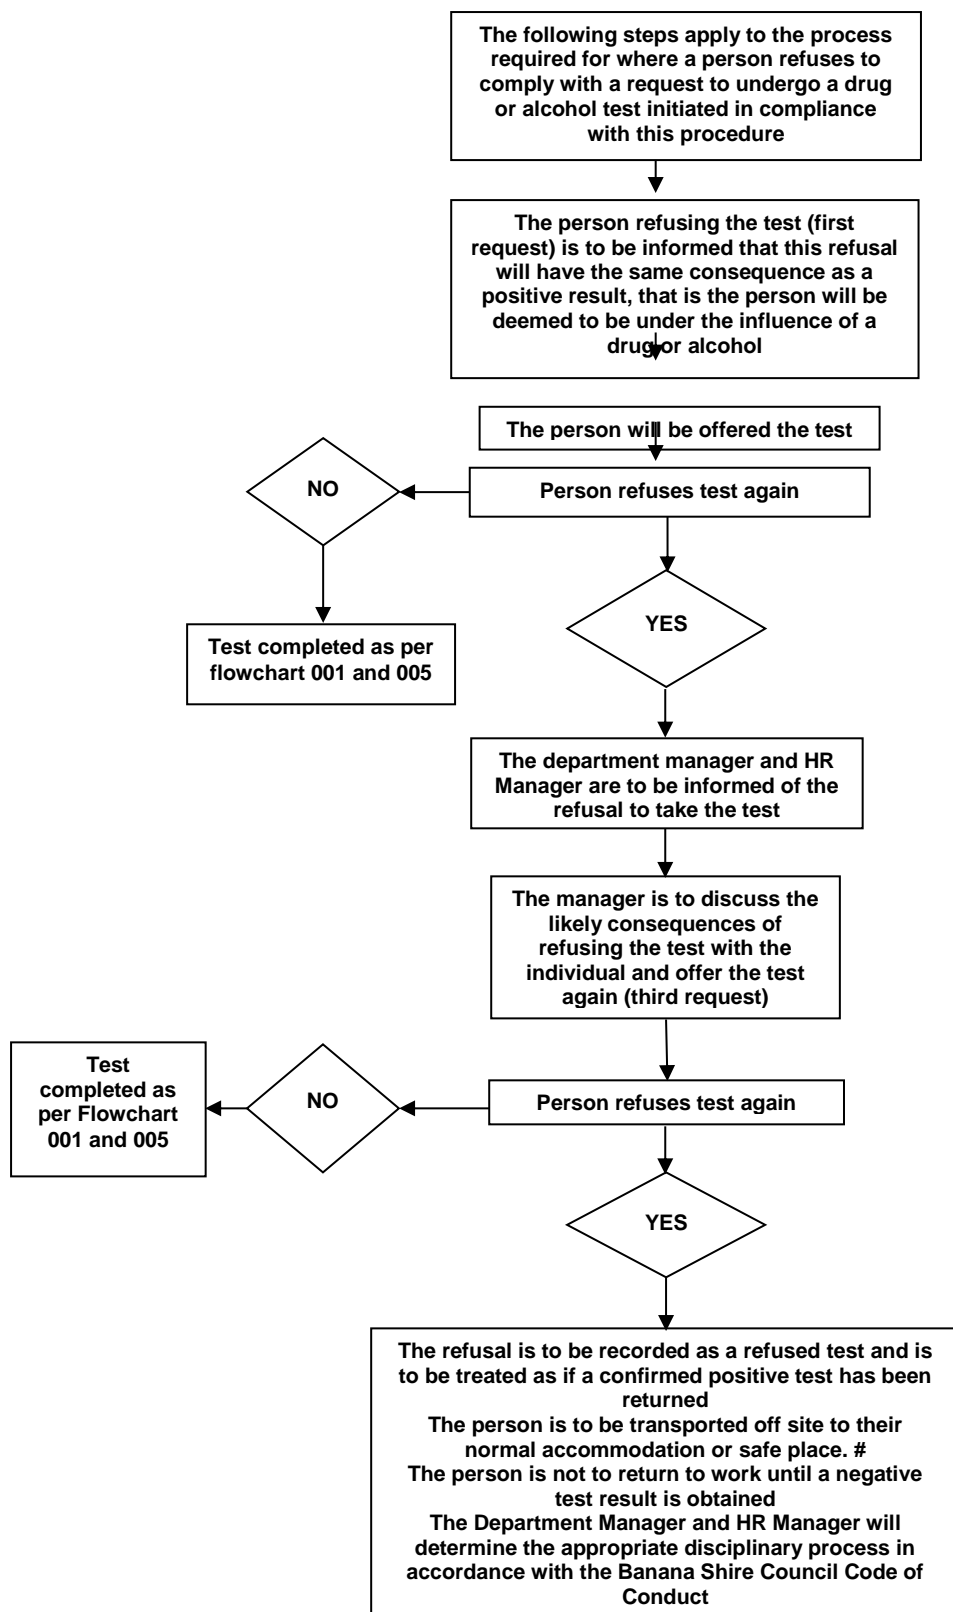 The following steps apply to the process
required for where a person refuses to
comply with a request to undergo a drug
or alcohol test initiated in compliance
with this procedure
The person refusing the test (first
request) is to be informed that this refusal
will have the same consequence as a
positive result, that is the person will be
deemed to be under the influence of a
drug or alcohol
The person will be offered the test
NO
Person refuses test again
Test completed as per
flowchart 001 and 005
YES
The department manager and HR
Manager are to be informed of the
refusal to take the test
The manager is to discuss the
likely consequences of
refusing the test with the
individual and offer the test
again (third request)
Test
completed as
per Flowchart
001 and 005
NO
Person refuses test again
YES
The refusal is to be recorded as a refused test and is
to be treated as if a confirmed positive test has been
returned
The person is to be transported off site to their
normal accommodation or safe place. #
The person is not to return to work until a negative
test result is obtained
The Department Manager and HR Manager will
determine the appropriate disciplinary process in
accordance with the Banana Shire Council Code of
Conduct